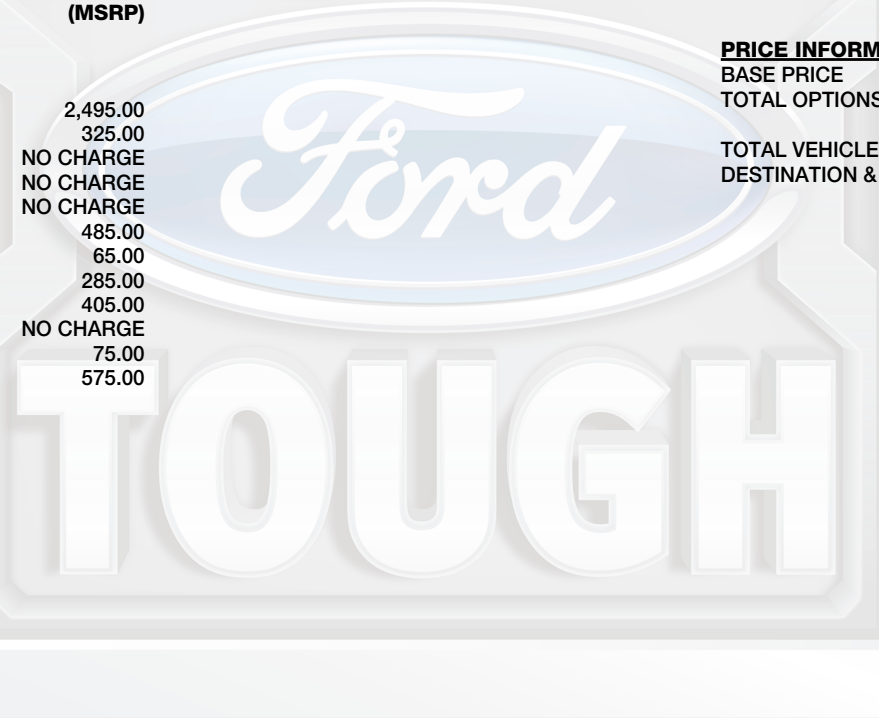 (MSRP)
2,495.00
325.00
NO CHARGE
NO CHARGE
NO CHARGE
485.00
65.00
285.00
405.00
NO CHARGE
75.00
575.00
PRICE INFORM
BASE PRICE
TOTAL OPTIONS
TOTAL VEHICLE
DESTINATION &
Ford
TOUGH